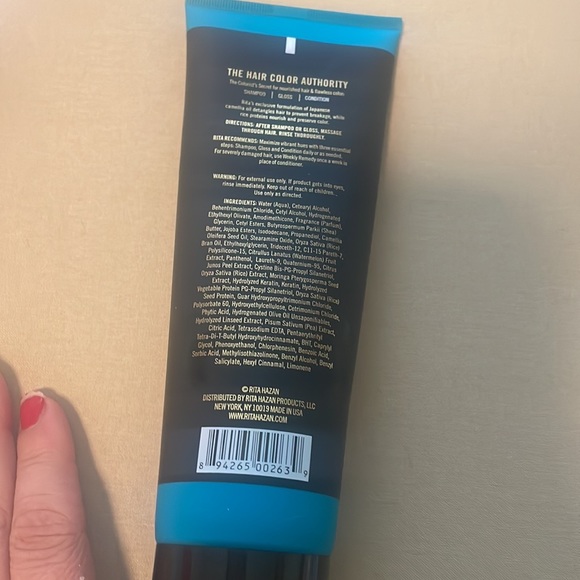 THE HAIR COLOR AUTHORITY
The Colorist's Secret for nourished hair & flawless color.
SHAMPOO | GLOSS | CONDITION
Rita's exclusive formulation of Japanese
camellia oil detangles hair to prevent breakage, while
rice proteins nourish and preserve color.
DIRECTIONS: AFTER SHAMPOO OR GLOSS, MASSAGE
THROUGH HAIR. RINSE THOROUGHLY.
RITA RECOMMENDS: Maximize vibrant hues with three essential
steps. Shampoo, Gloss and Condition daily or as needed.
For severely damaged hair, use Weekly Remedy once a week in
place of conditioner.
WARNING: For external use only. If product gets into eyes,
rinse immediately. Keep out of reach of children.
Use only as directed.
INGREDIENTS: Water (Aqua), Cetearyl Alcohol,
Behentrimonium Chloride, Cetyl Alcohol, Hydrogenated
Ethylhexyl Olivate, Amodimethicone, Fragrance (Parfum),
Glycerin, Cetyl Esters, Butyrospermum Parkii (Shea)
Butter, Jojoba Esters, Isododecane, Propanediol, Camellia
Oleifera Seed Oil, Stearamine Oxide, Oryza Sativa (Rice)
Bran Oil, Ethylhexylglycerin, Trideceth-12, C11-15 Pareth-7,
Polysilicone-15, Citrullus Lanatus (Watermelon) Fruit
Extract, Panthenol, Laureth-9, Quaternium-95, Citrus
Junos Peel Extract, Cystine Bis-PG-Propyl Silanetriol,
Oryza Sativa (Rice) Extract, Moringa Pterygosperma Seed
Extract, Hydrolyzed Keratin, Keratin, Hydrolyzed
Vegetable Protein PG-Propyl Silanetriol, Oryza Sativa (Rice)
Seed Protein, Guar Hydroxypropyltrimonium Chloride,
Polysorbate 60, Hydroxyethylcellulose, Cetrimonium Chloride,
Phytic Acid, Hydrogenated Olive Oil Unsaponifiables,
Hydrolyzed Linseed Extract, Pisum Sativum (Pea) Extract,
Citric Acid, Tetrasodium EDTA, Pentaerythrityl
Tetra-Di-T-Butyl Hydroxyhydrocinnamate, BHT, Caprylyl
Glycol, Phenoxyethanol, Chlorphenesin, Benzoic Acid,
Sorbic Acid, Methylisothiazolinone, Benzyl Alcohol, Benzyl
Salicylate, Hexyl Cinnamal, Limonene
© RITA HAZAN
DISTRIBUTED BY RITA HAZAN PRODUCTS, LLC
NEW YORK, NY 10019 MADE IN USA
WWW.RITAHAZAN.COM
8 94265 00263 9